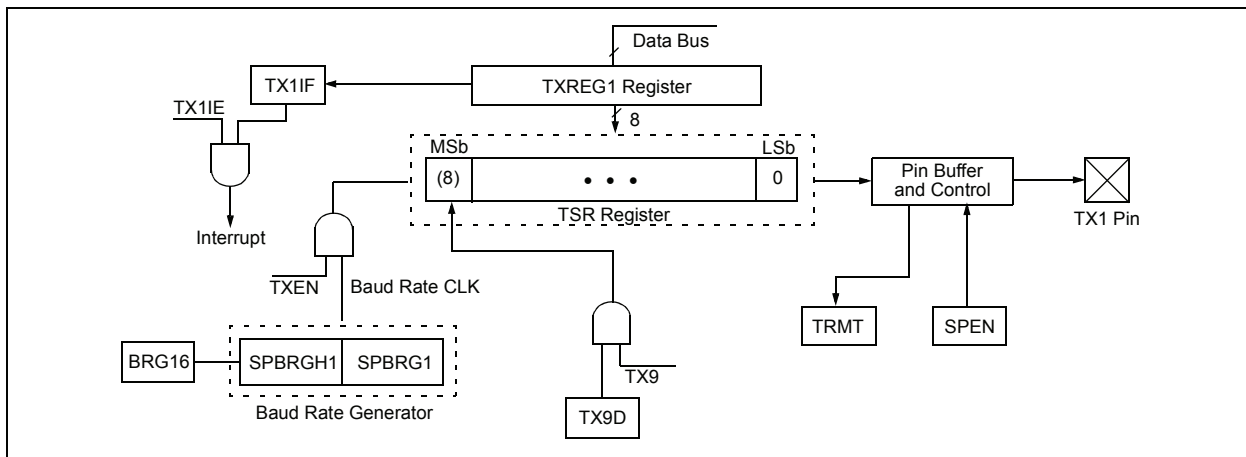 Data Bus
TX1IF
TXREG1 Register
TX1IE
8
MSb
LSb
(8)
• • •
0
Pin Buffer
and Control
TSR Register
TX1 Pin
Interrupt
TXEN
Baud Rate CLK
TRMT
SPEN
BRG16
SPBRGH1
SPBRG1
TX9
Baud Rate Generator
TX9D